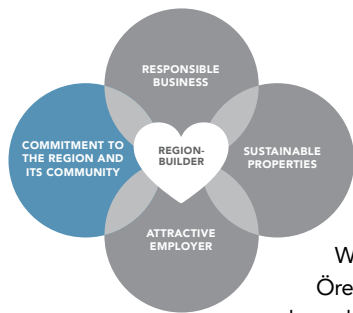 RESPONSIBLE
BUSINESS
COMMITMENT TO
THE REGION AND
ITS COMMUNITY
REGION-
BUILDER
SUSTAINABLE
PROPERTIES
ATTRACTIVE
EMPLOYER
W
Öre